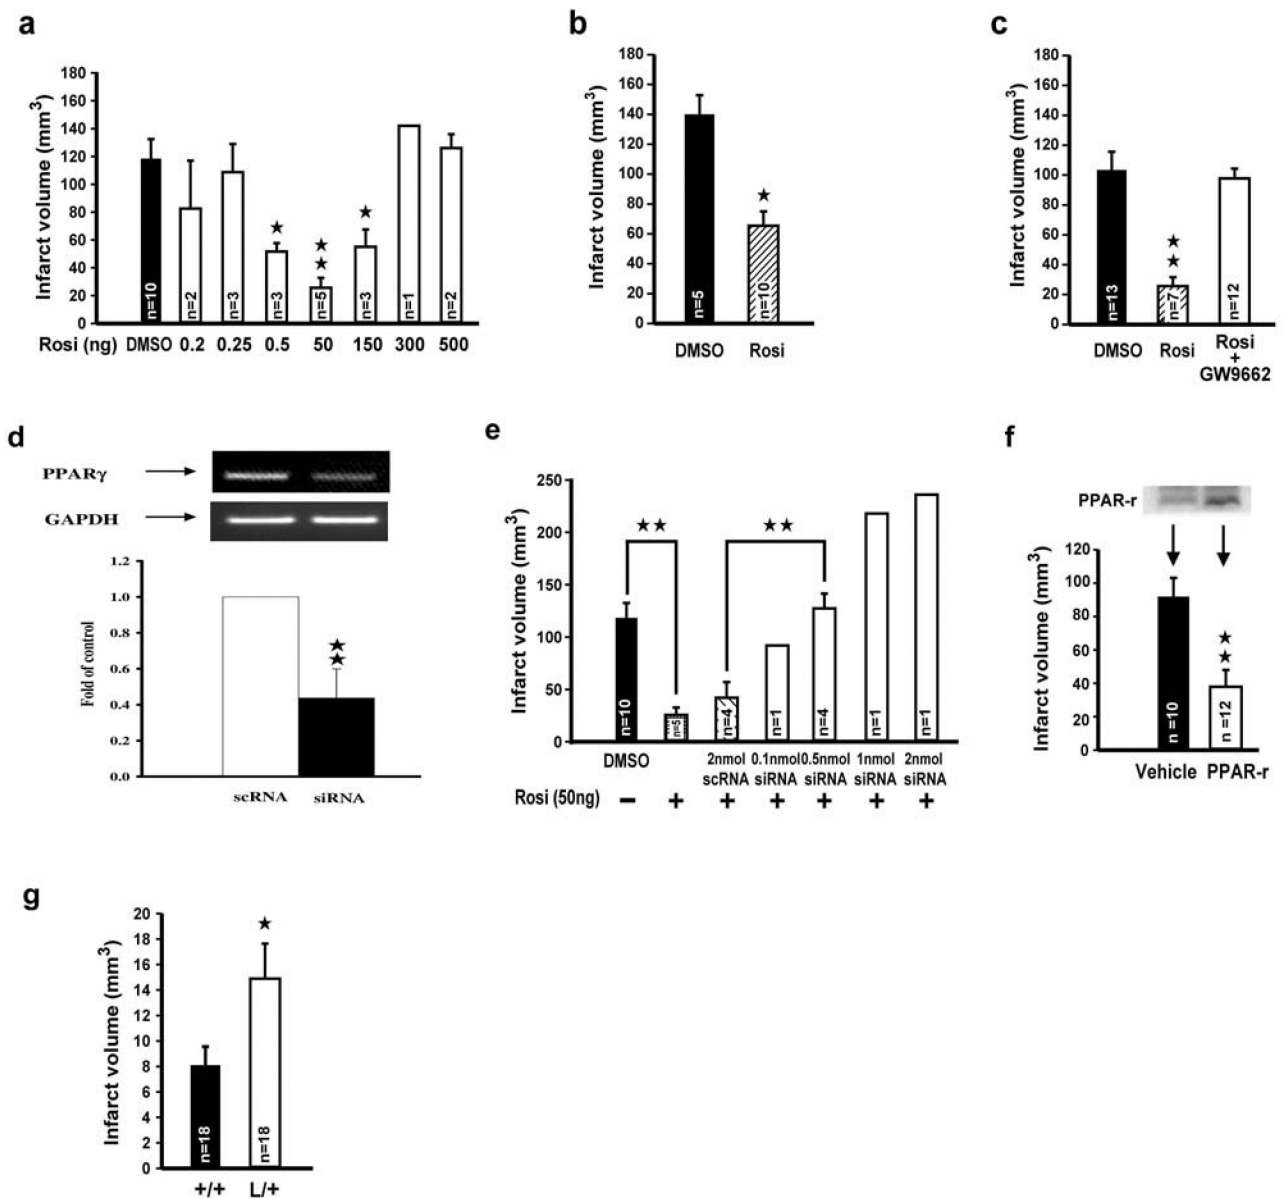 a
Infarct volume (mm3)
180
160
140
120
100
80
60
40
20
0
n=10
n=2
n=3
n=3
n=5
n=3
n=1
n=2
Rosi (ng) DMSO 0.2 0.25 0.5 50 150 300 500
b
Infarct volume (mm3)
180
160
140
120
100
80
60
40
20
0
n=5
n=10
DMSO Rosi
c
Infarct volume (mm3)
180
160
140
120
100
80
60
40
20
0
n=13
n=7
n=12
DMSO Rosi Rosi
+
GW9662
d
PPARγ
GAPDH
Fold of control
1.2
1.0
0.8
0.6
0.4
0.2
0.0
scRNA siRNA
e
Infarct volume (mm3)
250
200
150
100
50
0
n=10
n=5
n=4
n=1
n=4
n=1
n=1
DMSO 2nmol 0.1nmol 0.5nmol 1nmol 2nmol
scRNA siRNA siRNA siRNA siRNA
Rosi (50ng) − + + + + + +
f
PPAR-r
Infarct volume (mm3)
120
100
80
60
40
20
0
n =10
n =12
Vehicle PPAR-r
g
Infarct volume (mm3)
20
18
16
14
12
10
8
6
4
2
0
n=18
n=18
+/+ L/+